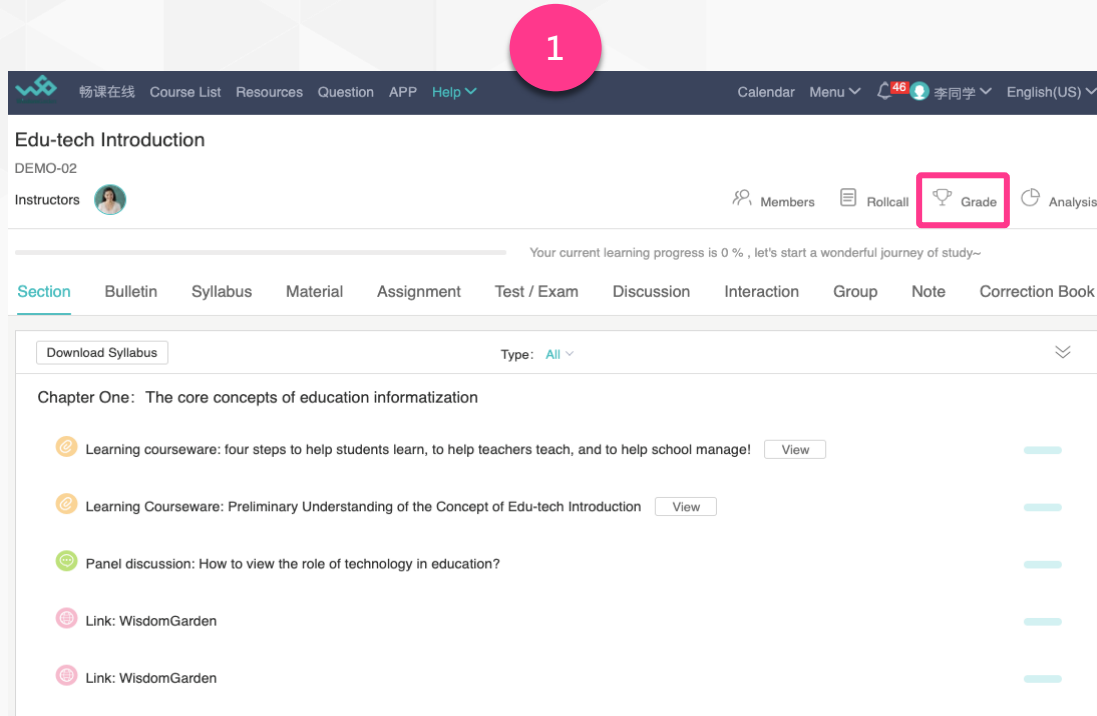 1
畅课在线 Course List Resources Question APP Help Calendar Menu 46 李同学 English(US)
Edu-tech Introduction
DEMO-02
Instructors Members Rollcall Grade Analysis
Your current learning progress is 0 % , let's start a wonderful journey of study~
Section Bulletin Syllabus Material Assignment Test / Exam Discussion Interaction Group Note Correction Book
Download Syllabus Type: All
Chapter One: The core concepts of education informatization
Learning courseware: four steps to help students learn, to help teachers teach, and to help school manage! View
Learning Courseware: Preliminary Understanding of the Concept of Edu-tech Introduction View
Panel discussion: How to view the role of technology in education?
Link: WisdomGarden
Link: WisdomGarden